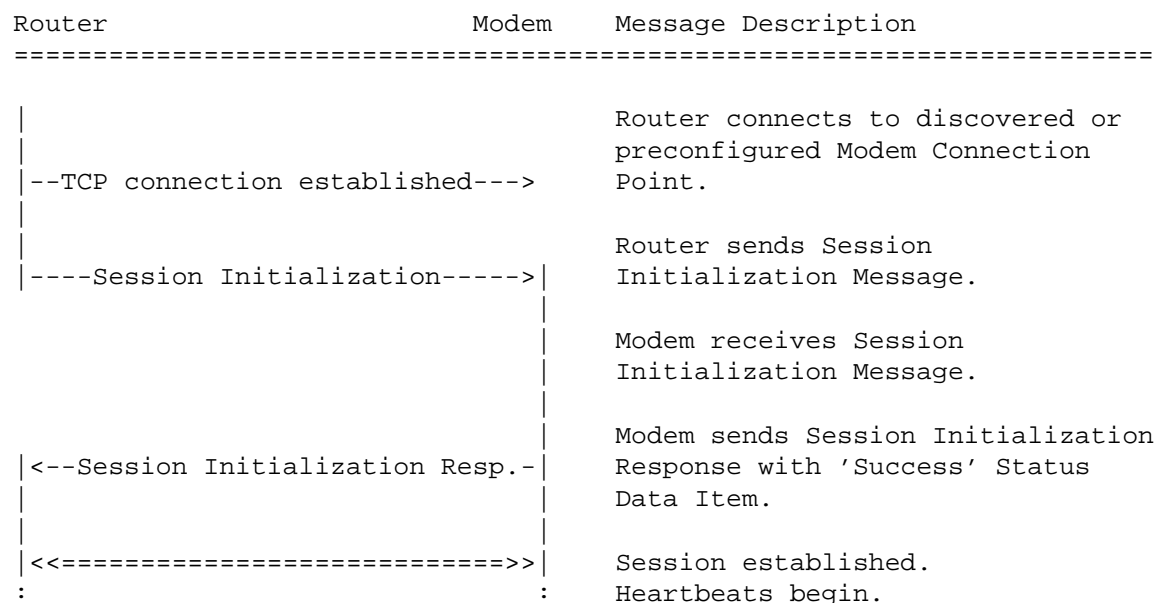 Router                       Modem    Message Description
========================================================================

|                                     Router connects to discovered or
|                                     preconfigured Modem Connection
|--TCP connection established--->     Point.
|
|                                     Router sends Session
|----Session Initialization----->|    Initialization Message.
                                 |
                                 |    Modem receives Session
                                 |    Initialization Message.
                                 |
                                 |    Modem sends Session Initialization
|<--Session Initialization Resp.-|    Response with ’Success’ Status
|                                |    Data Item.
|                                |
|<<============================>>|    Session established.
:                                :    Heartbeats begin.